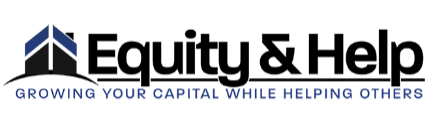 Equity & Help
GROWING YOUR CAPITAL WHILE HELPING OTHERS